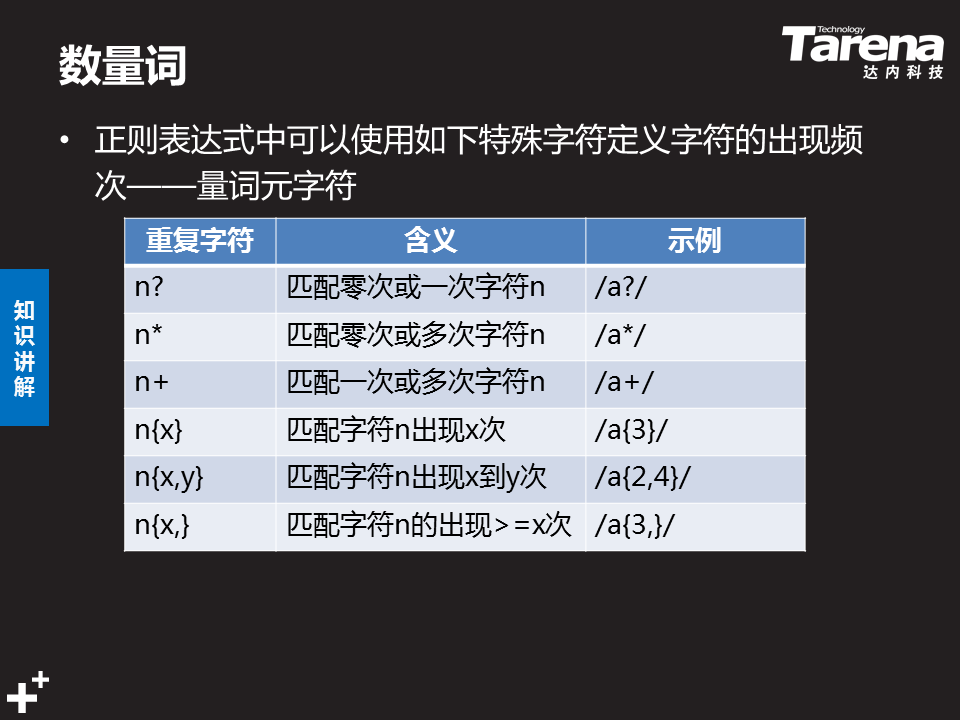 数量词
Technology
Tarena
达内科技
• 正则表达式中可以使用如下特殊字符定义字符的出现频
次——量词元字符
重复字符 含义 示例
n? 匹配零次或一次字符n /a?/
n* 匹配零次或多次字符n /a*/
n+ 匹配一次或多次字符n /a+/
n{x} 匹配字符n出现x次 /a{3}/
n{x,y} 匹配字符n出现x到y次 /a{2,4}/
n{x,} 匹配字符n的出现>=x次 /a{3,}/
知
识
讲
解